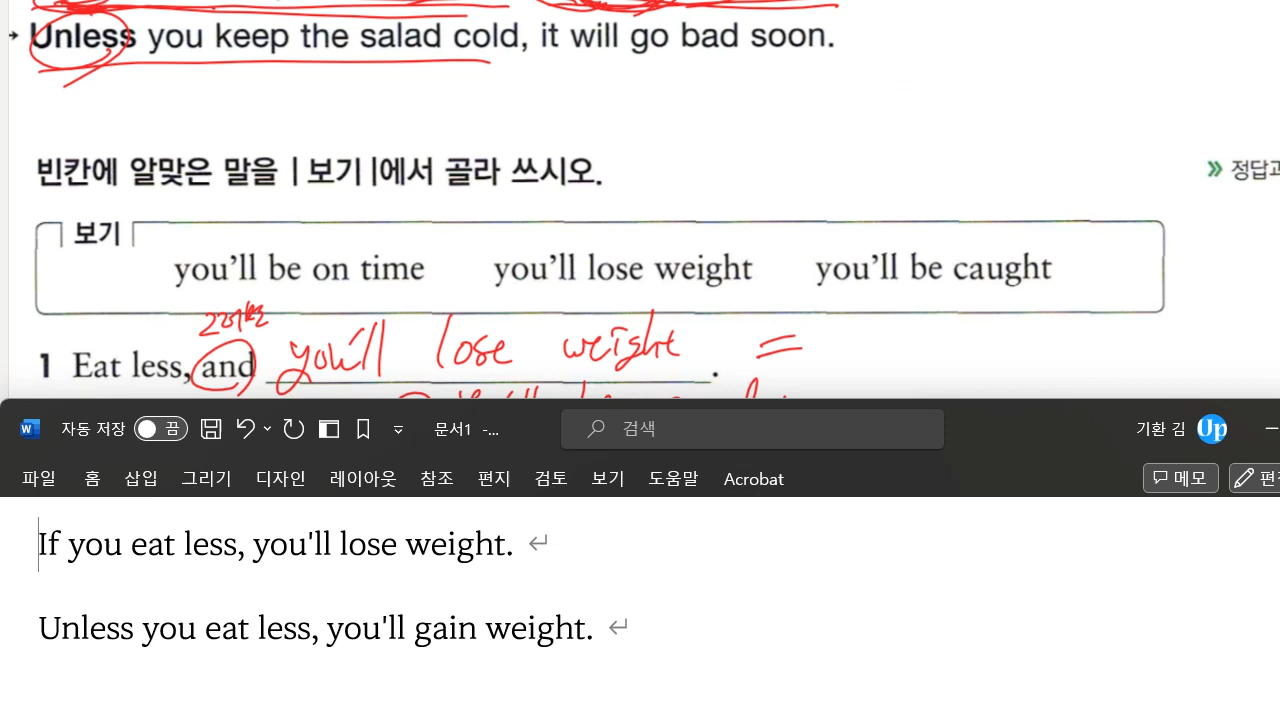 Unless you keep the salad cold, it will go bad soon.
빈칸에 알맞은 말을 | 보기 |에서 골라 쓰시오.
» 정답과
보기
you'll be on time you'll lose weight you'll be caught
그러면
1 Eat less, and you'll lose weight . =
자동 저장 끔 문서1 -... 검색 기환 김 Up
파일 홈 삽입 그리기 디자인 레이아웃 참조 편지 검토 보기 도움말 Acrobat 메모
If you eat less, you'll lose weight.
Unless you eat less, you'll gain weight.